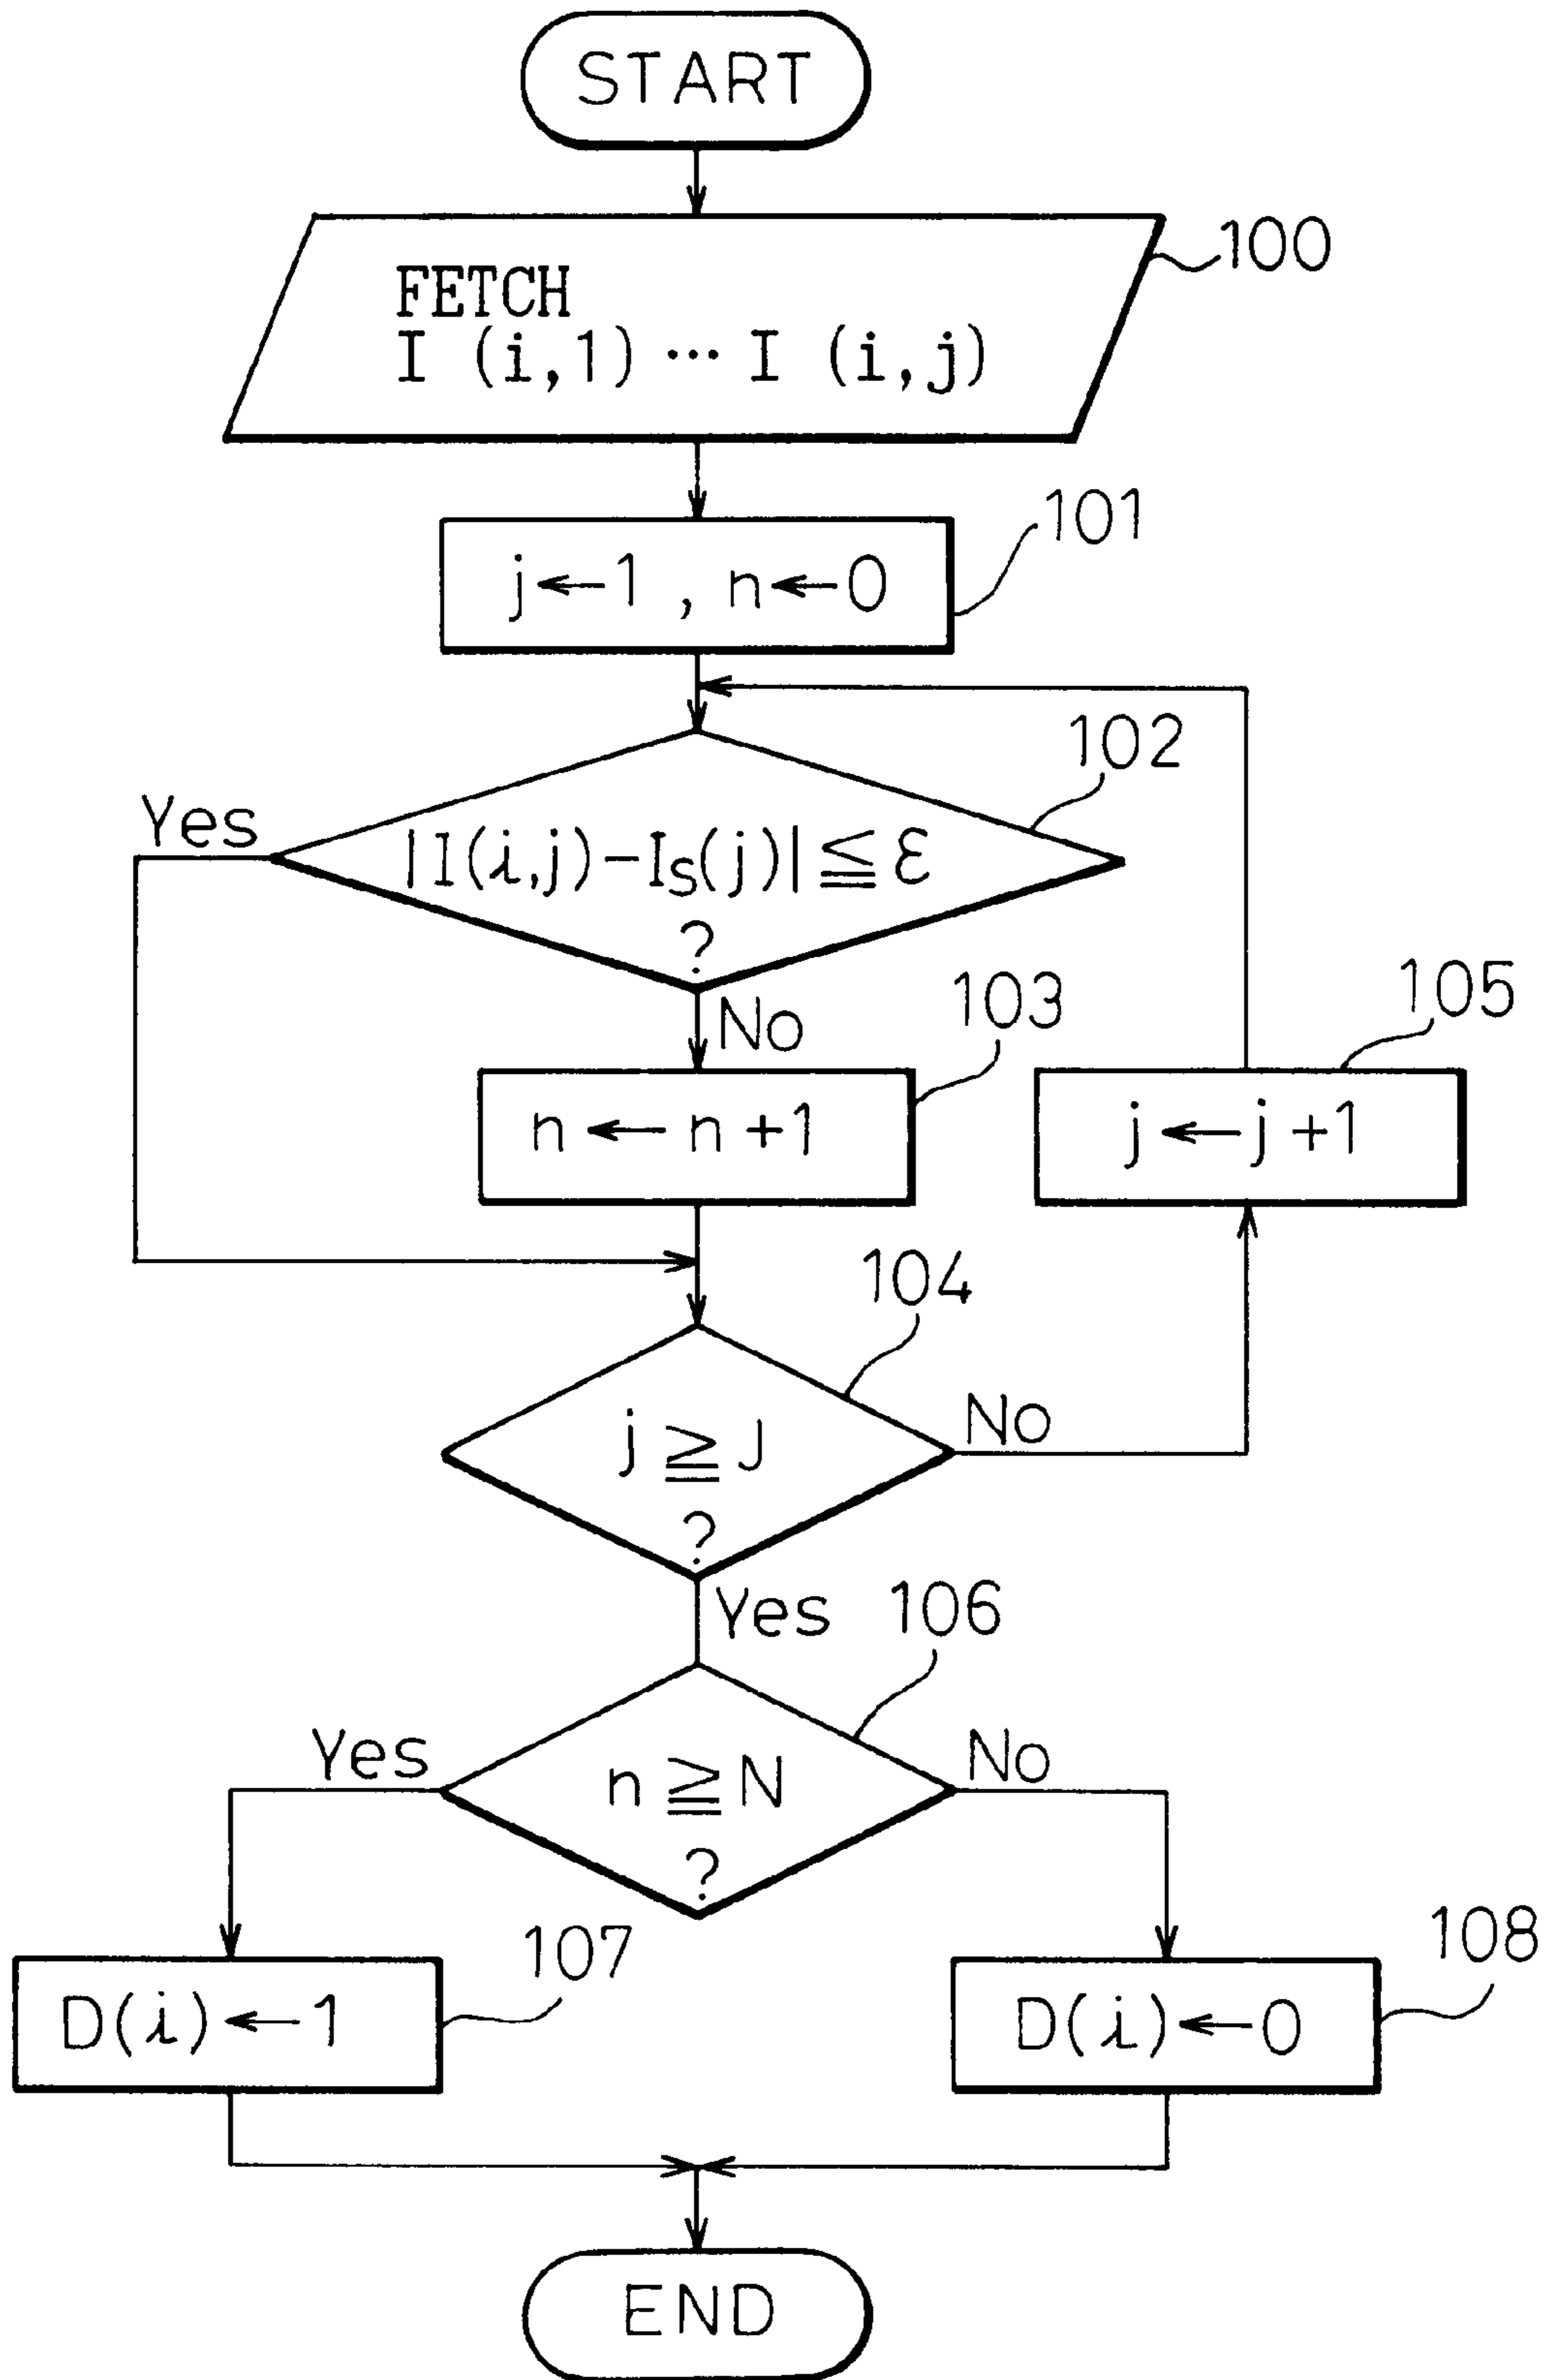 START
100
FETCH
I (i,1) ··· I (i,j)
101
j←1 , n←0
102
Yes
|I(i,j)−Is(j)|≦ε
?
No
103
105
n←n+1
j←j+1
104
j≧J
?
No
Yes
106
Yes
n≧N
?
No
107
108
D(i)←1
D(i)←0
END